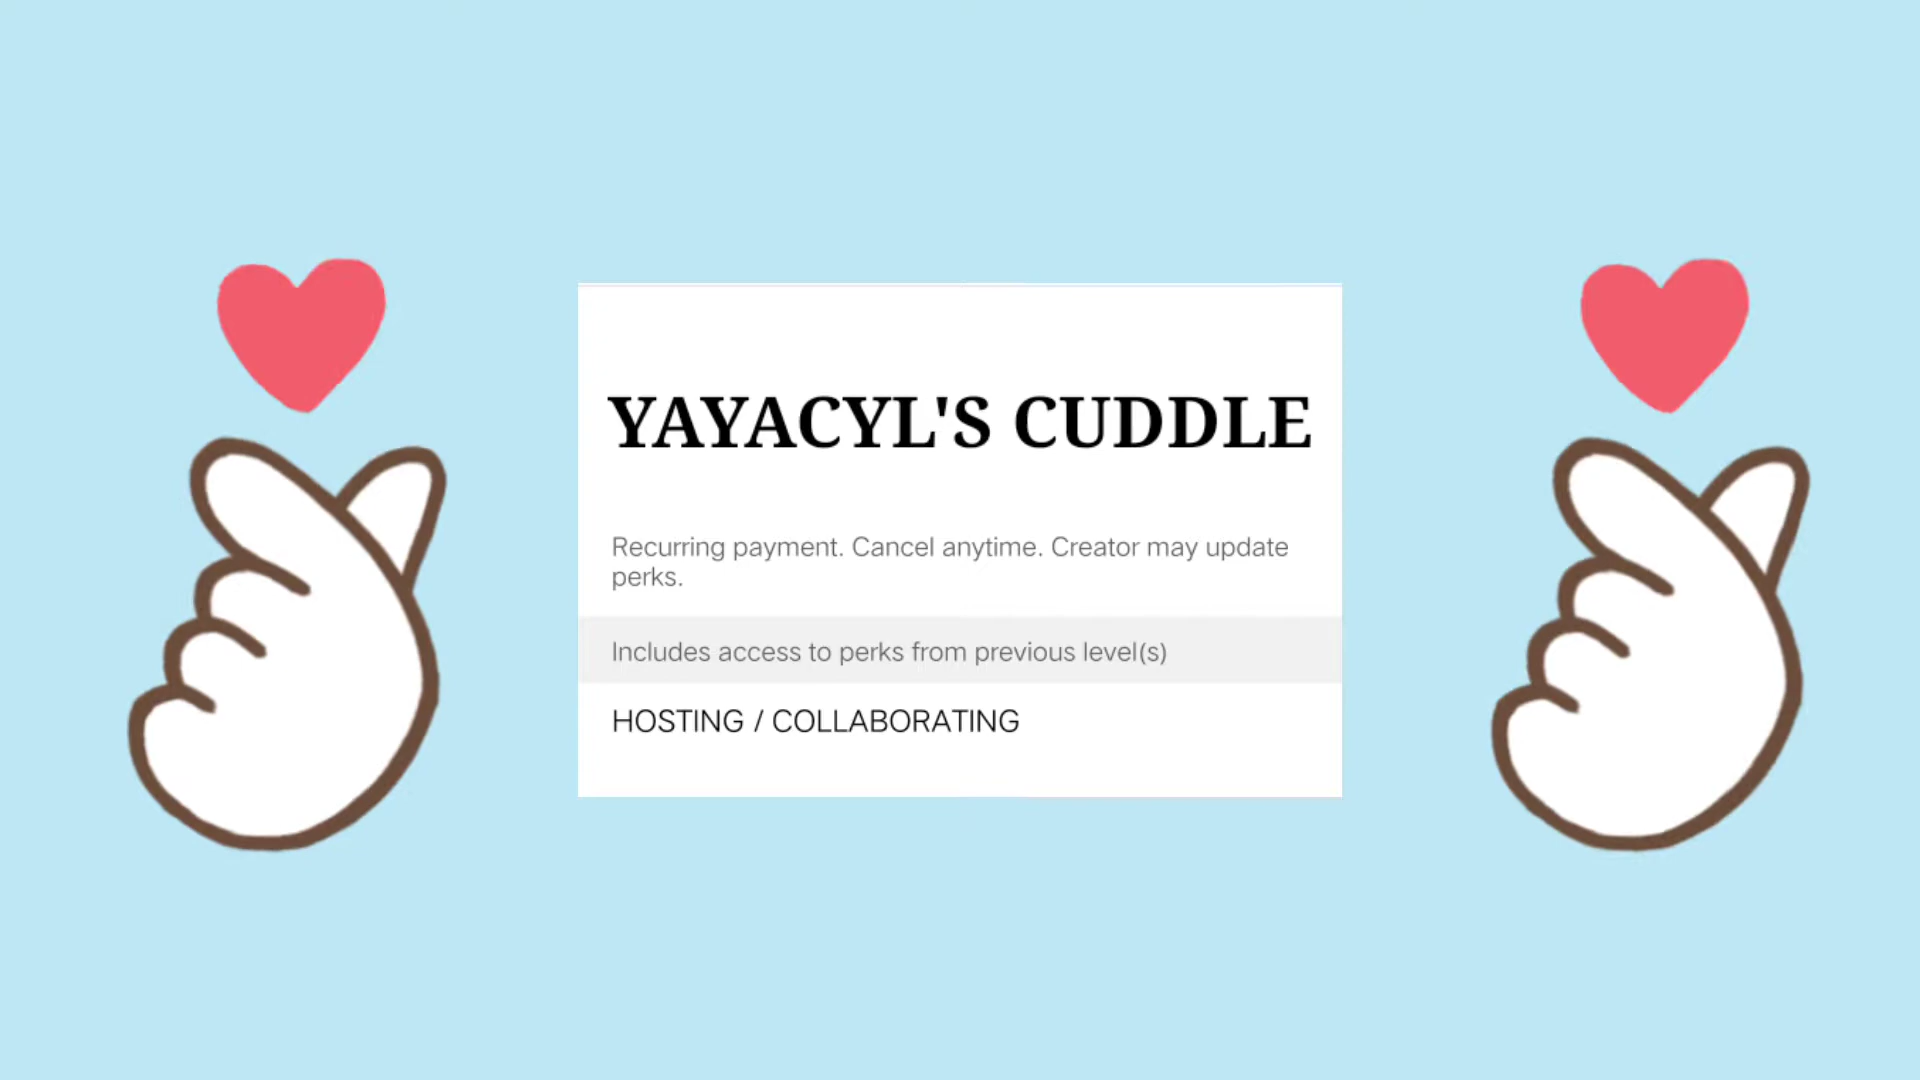 YAYACYL'S CUDDLE
Recurring payment. Cancel anytime. Creator may update
perks.
Includes access to perks from previous level(s)
HOSTING / COLLABORATING